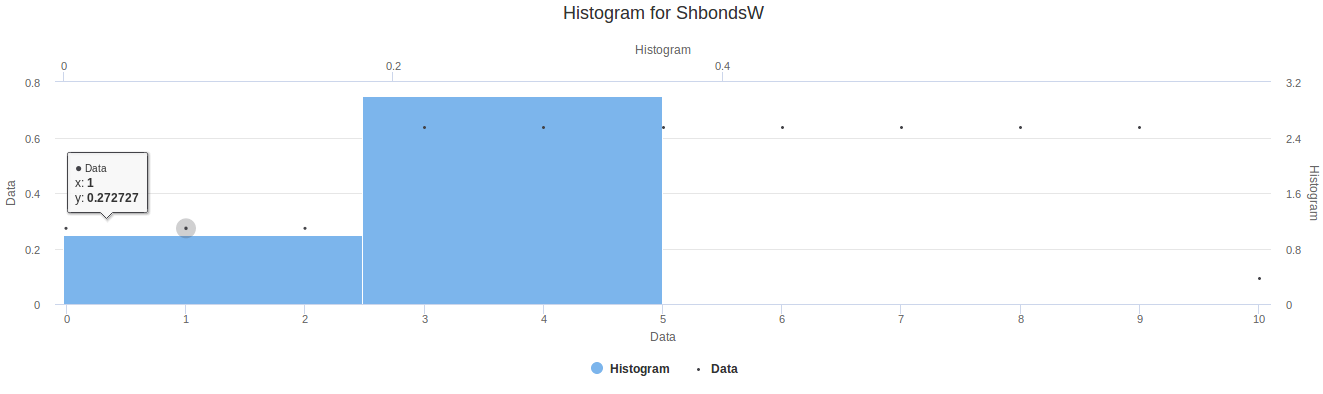 Histogram for ShbondsW
Histogram
0 0.2 0.4
0.8 3.2
0.6 2.4
● Data
x: 1
y: 0.272727
Data
0.4 1.6
Histogram
0.2 0.8
0 0
0 1 2 3 4 5 6 7 8 9 10
Data
Histogram Data